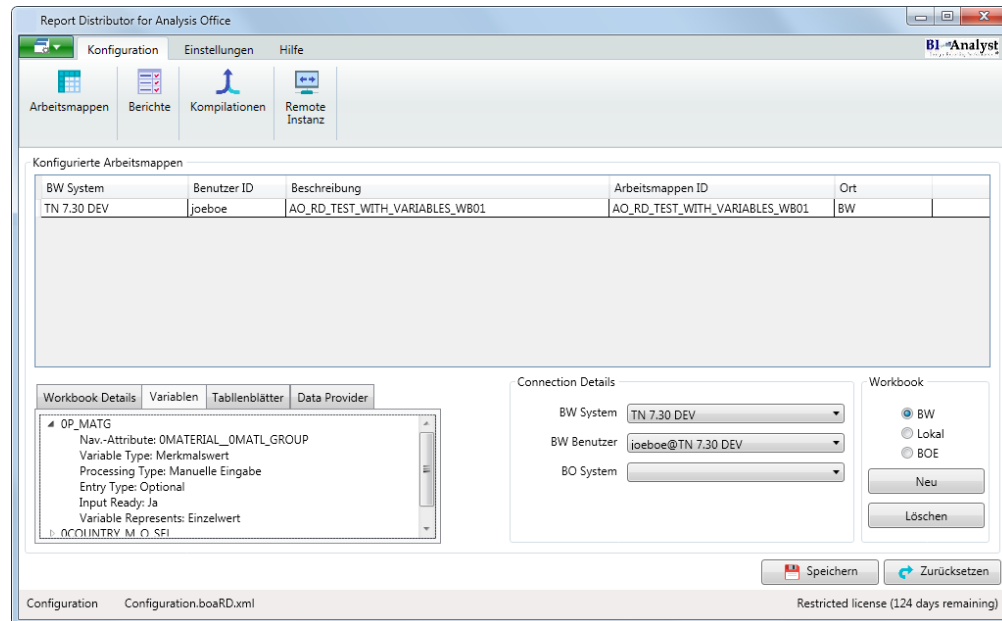 Report Distributor for Analysis Office
Konfiguration Einstellungen Hilfe
BI Analyst
Arbeitsmappen Berichte Kompilationen Remote
Instanz
Konfigurierte Arbeitsmappen
BW System Benutzer ID Beschreibung Arbeitsmappen ID Ort
TN 7.30 DEV joeboe AO_RD_TEST_WITH_VARIABLES_WB01 AO_RD_TEST_WITH_VARIABLES_WB01 BW
Workbook Details Variablen Tabllenblätter Data Provider
0P_MATG
Nav.-Attribute: 0MATERIAL__0MATL_GROUP
Variable Type: Merkmalswert
Processing Type: Manuelle Eingabe
Entry Type: Optional
Input Ready: Ja
Variable Represents: Einzelwert
0COUNTRY_M_O_SEL
Connection Details
BW System TN 7.30 DEV
BW Benutzer joeboe@TN 7.30 DEV
BO System
Workbook
BW
Lokal
BOE
Neu
Löschen
Speichern Zurücksetzen
Configuration Configuration.boaRD.xml Restricted license (124 days remaining)